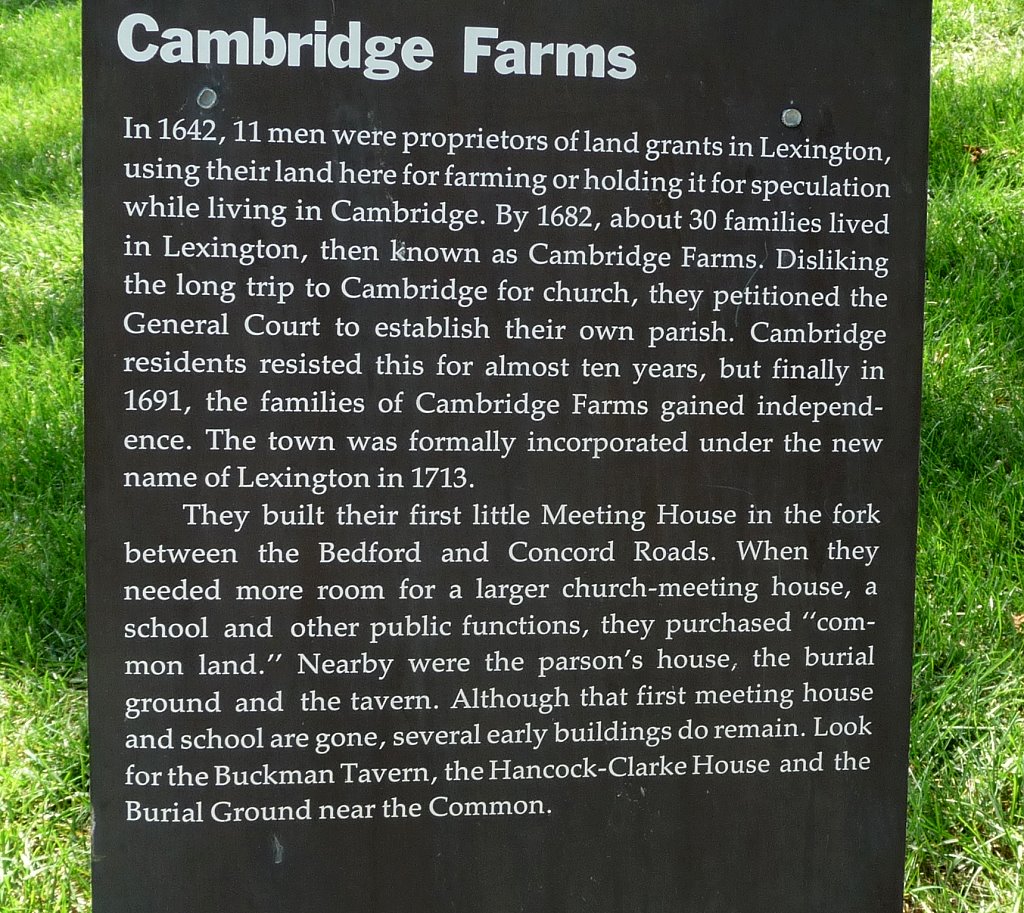 Cambridge Farms
In 1642, 11 men were proprietors of land grants in Lexington,
using their land here for farming or holding it for speculation
while living in Cambridge. By 1682, about 30 families lived
in Lexington, then known as Cambridge Farms. Disliking
the long trip to Cambridge for church, they petitioned the
General Court to establish their own parish. Cambridge
residents resisted this for almost ten years, but finally in
1691, the families of Cambridge Farms gained independ-
ence. The town was formally incorporated under the new
name of Lexington in 1713.
They built their first little Meeting House in the fork
between the Bedford and Concord Roads. When they
needed more room for a larger church-meeting house, a
school and other public functions, they purchased “com-
mon land.” Nearby were the parson's house, the burial
ground and the tavern. Although that first meeting house
and school are gone, several early buildings do remain. Look
for the Buckman Tavern, the Hancock-Clarke House and the
Burial Ground near the Common.